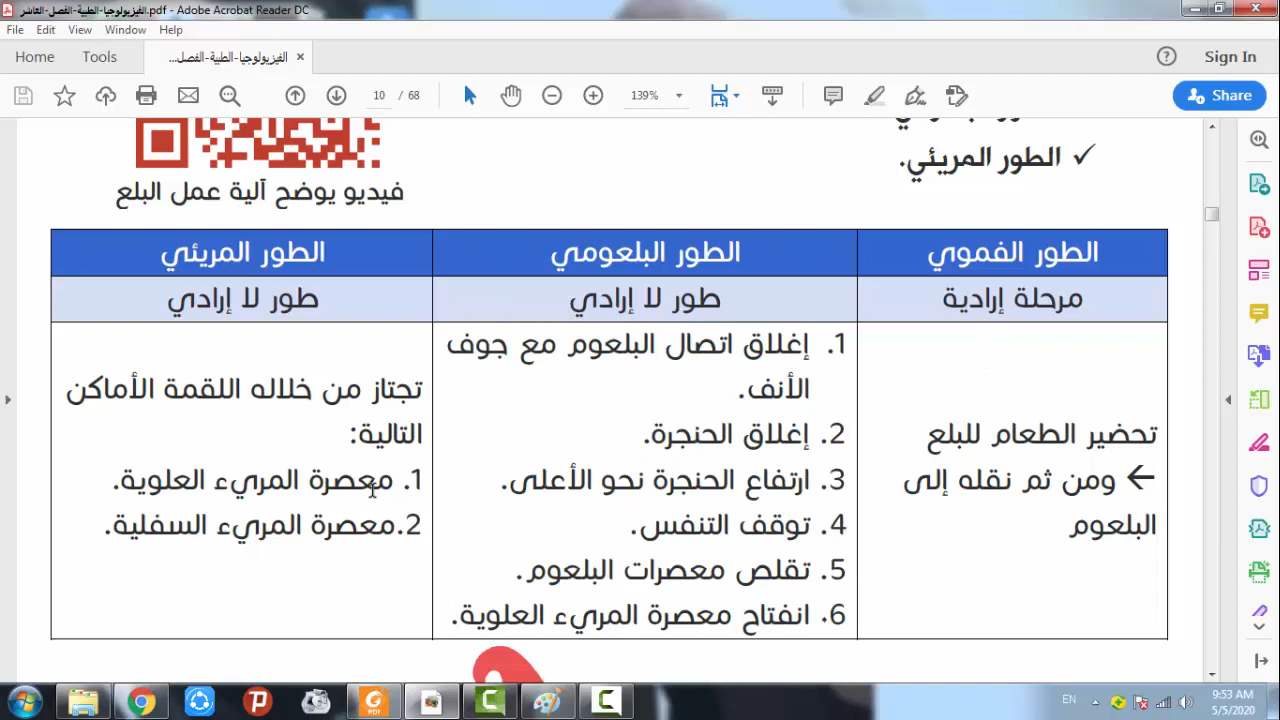 الفيزيولوجيا-الطبية-الفصل-العاشر.pdf - Adobe Acrobat Reader DC
File Edit View Window Help
Home Tools الفيزيولوجيا-الطبية-الفصل... × Sign In
10 / 68 139% Share
✓ الطور المريئي.
فيديو يوضح آلية عمل البلع
الطور الفموي الطور البلعومي الطور المريئي
مرحلة إرادية طور لا إرادي طور لا إرادي
تحضير الطعام للبلع
← ومن ثم نقله إلى
البلعوم
1. إغلاق اتصال البلعوم مع جوف
الأنف.
2. إغلاق الحنجرة.
3. ارتفاع الحنجرة نحو الأعلى.
4. توقف التنفس.
5. تقلص معصرات البلعوم.
6. انفتاح معصرة المريء العلوية.
تجتاز من خلاله اللقمة الأماكن
التالية:
1. معصرة المريء العلوية.
2.معصرة المريء السفلية.
EN 9:53 AM
5/5/2020